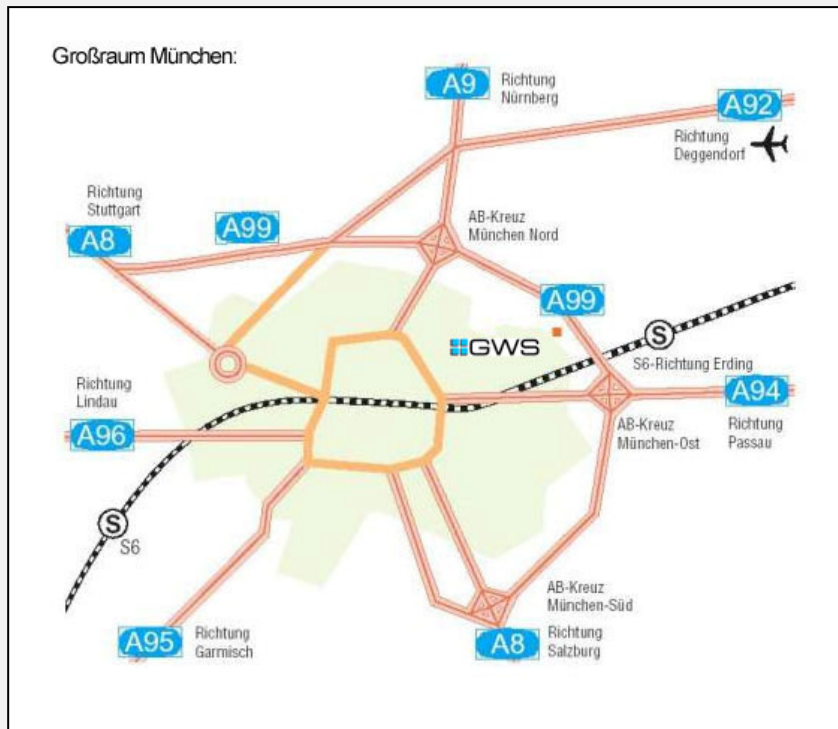 Großraum München:
A9
Richtung
Nürnberg
A92
Richtung
Deggendorf
Richtung
Stuttgart
A8
A99
AB-Kreuz
München Nord
A99
GWS
S
S6-Richtung Erding
Richtung
Lindau
A96
A94
AB-Kreuz
München-Ost
Richtung
Passau
S
S6
AB-Kreuz
München-Süd
A95
Richtung
Garmisch
A8
Richtung
Salzburg